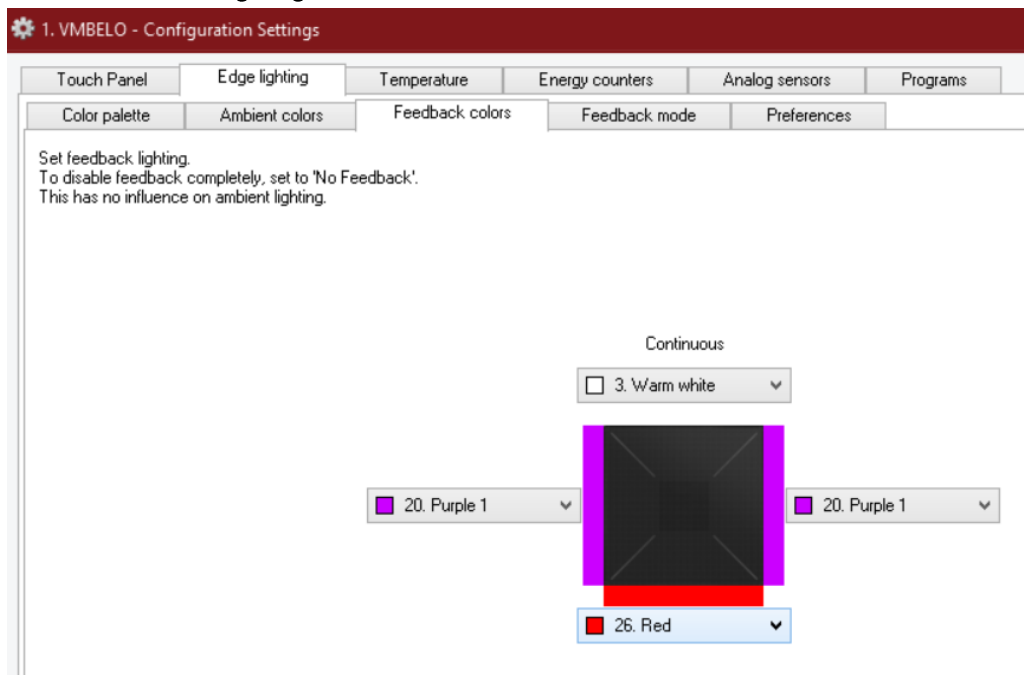 1. VMBELO - Configuration Settings
Touch Panel Edge lighting Temperature Energy counters Analog sensors Programs
Color palette Ambient colors Feedback colors Feedback mode Preferences
Set feedback lighting.
To disable feedback completely, set to 'No Feedback'.
This has no influence on ambient lighting.
Continuous
3. Warm white
20. Purple 1 20. Purple 1
26. Red